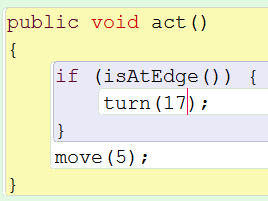 public void act()
{
if (isAtEdge()) {
turn(17);
}
move(5);
}